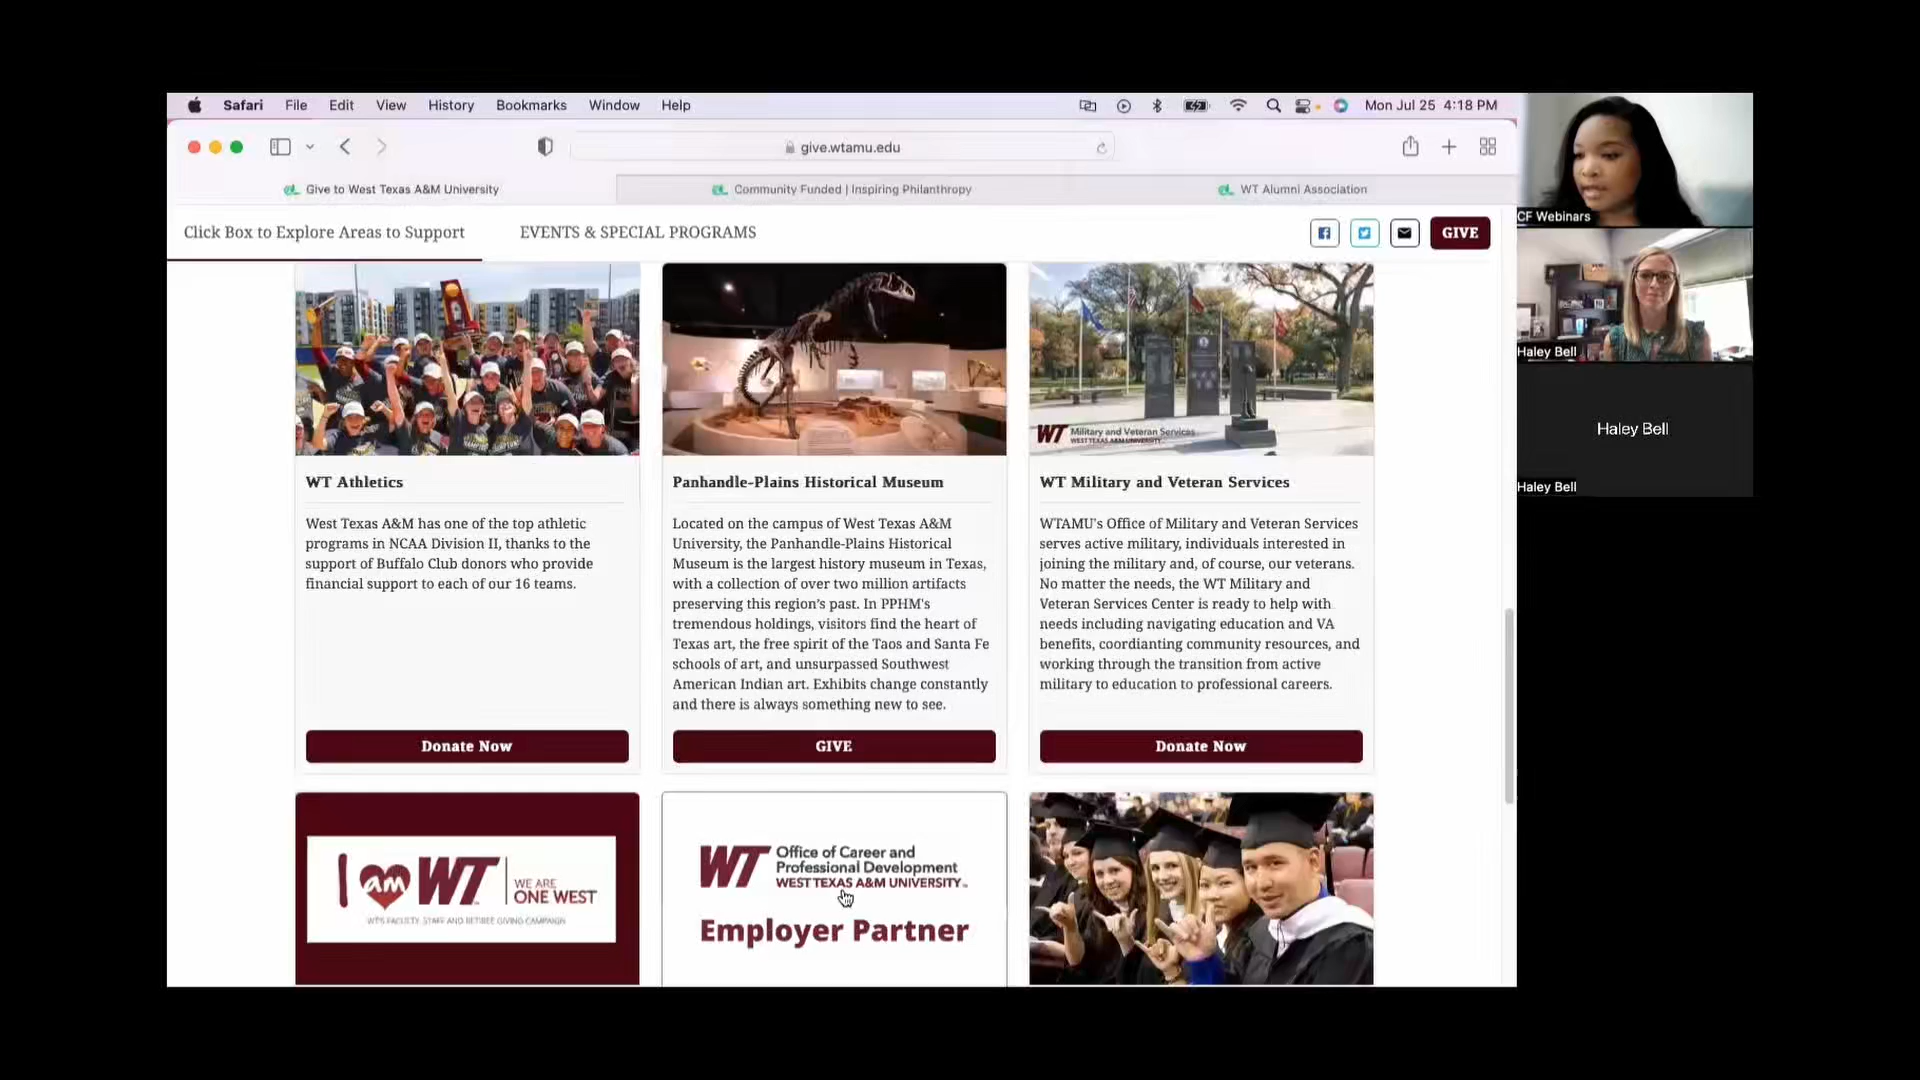 Safari File Edit View History Bookmarks Window Help Mon Jul 25 4:18 PM
give.wtamu.edu
Give to West Texas A&M University Community Funded | Inspiring Philanthropy WT Alumni Association
Click Box to Explore Areas to Support EVENTS & SPECIAL PROGRAMS GIVE
WT Military and Veteran Services
WEST TEXAS A&M UNIVERSITY
WT Athletics
West Texas A&M has one of the top athletic
programs in NCAA Division II, thanks to the
support of Buffalo Club donors who provide
financial support to each of our 16 teams.
Donate Now
Panhandle-Plains Historical Museum
Located on the campus of West Texas A&M
University, the Panhandle-Plains Historical
Museum is the largest history museum in Texas,
with a collection of over two million artifacts
preserving this region's past. In PPHM's
tremendous holdings, visitors find the heart of
Texas art, the free spirit of the Taos and Santa Fe
schools of art, and unsurpassed Southwest
American Indian art. Exhibits change constantly
and there is always something new to see.
GIVE
WT Military and Veteran Services
WTAMU's Office of Military and Veteran Services
serves active military, individuals interested in
joining the military and, of course, our veterans.
No matter the needs, the WT Military and
Veteran Services Center is ready to help with
needs including navigating education and VA
benefits, coordianting community resources, and
working through the transition from active
military to education to professional careers.
Donate Now
I am WT WE ARE
ONE WEST
WT'S FACULTY, STAFF AND RETIREE GIVING CAMPAIGN
WT Office of Career and
Professional Development
WEST TEXAS A&M UNIVERSITY
Employer Partner
CF Webinars
Haley Bell
Haley Bell
Haley Bell